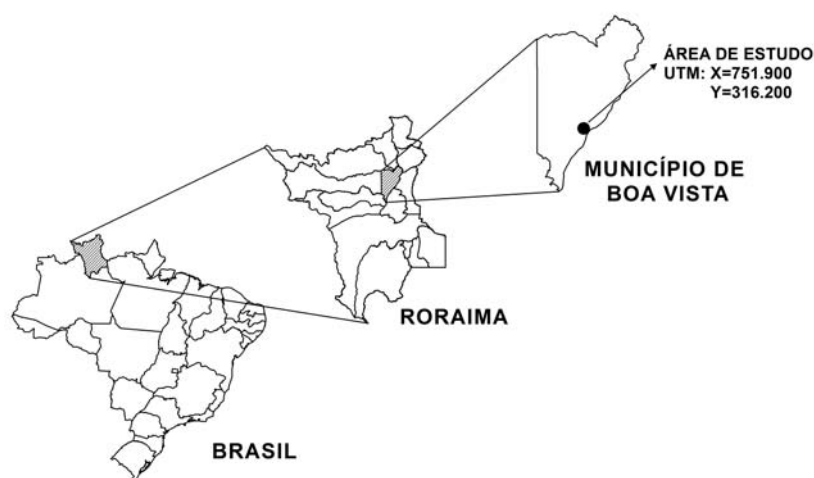 ÁREA DE ESTUDO
UTM: X=751.900
Y=316.200
MUNICÍPIO DE
BOA VISTA
RORAIMA
BRASIL